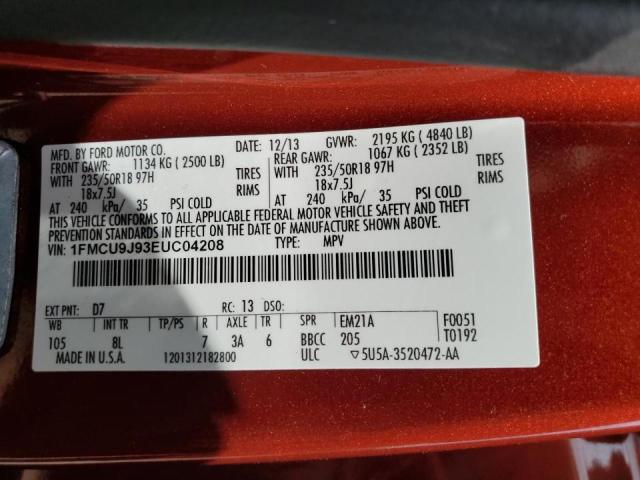 MFD. BY FORD MOTOR CO. DATE: 12/13 GVWR: 2195 KG ( 4840 LB)
FRONT GAWR: 1134 KG ( 2500 LB) REAR GAWR: 1067 KG ( 2352 LB)
WITH 235/50R18 97H TIRES WITH 235/50R18 97H TIRES
18x7.5J RIMS 18x7.5J RIMS
AT 240 kPa/ 35 PSI COLD AT 240 kPa/ 35 PSI COLD
THIS VEHICLE CONFORMS TO ALL APPLICABLE FEDERAL MOTOR VEHICLE SAFETY AND THEFT
PREVENTION STANDARDS IN EFFECT ON THE DATE OF MANUFACTURE SHOWN ABOVE.
VIN: 1FMCU9J93EUC04208 TYPE: MPV
EXT PNT: D7 RC: 13 DSO: F0051
WB INT TR TP/PS R AXLE TR SPR EM21A T0192
105 8L 7 3A 6 BBCC 205
MADE IN U.S.A. 1201312182800 ULC ▽5U5A-3520472-AA